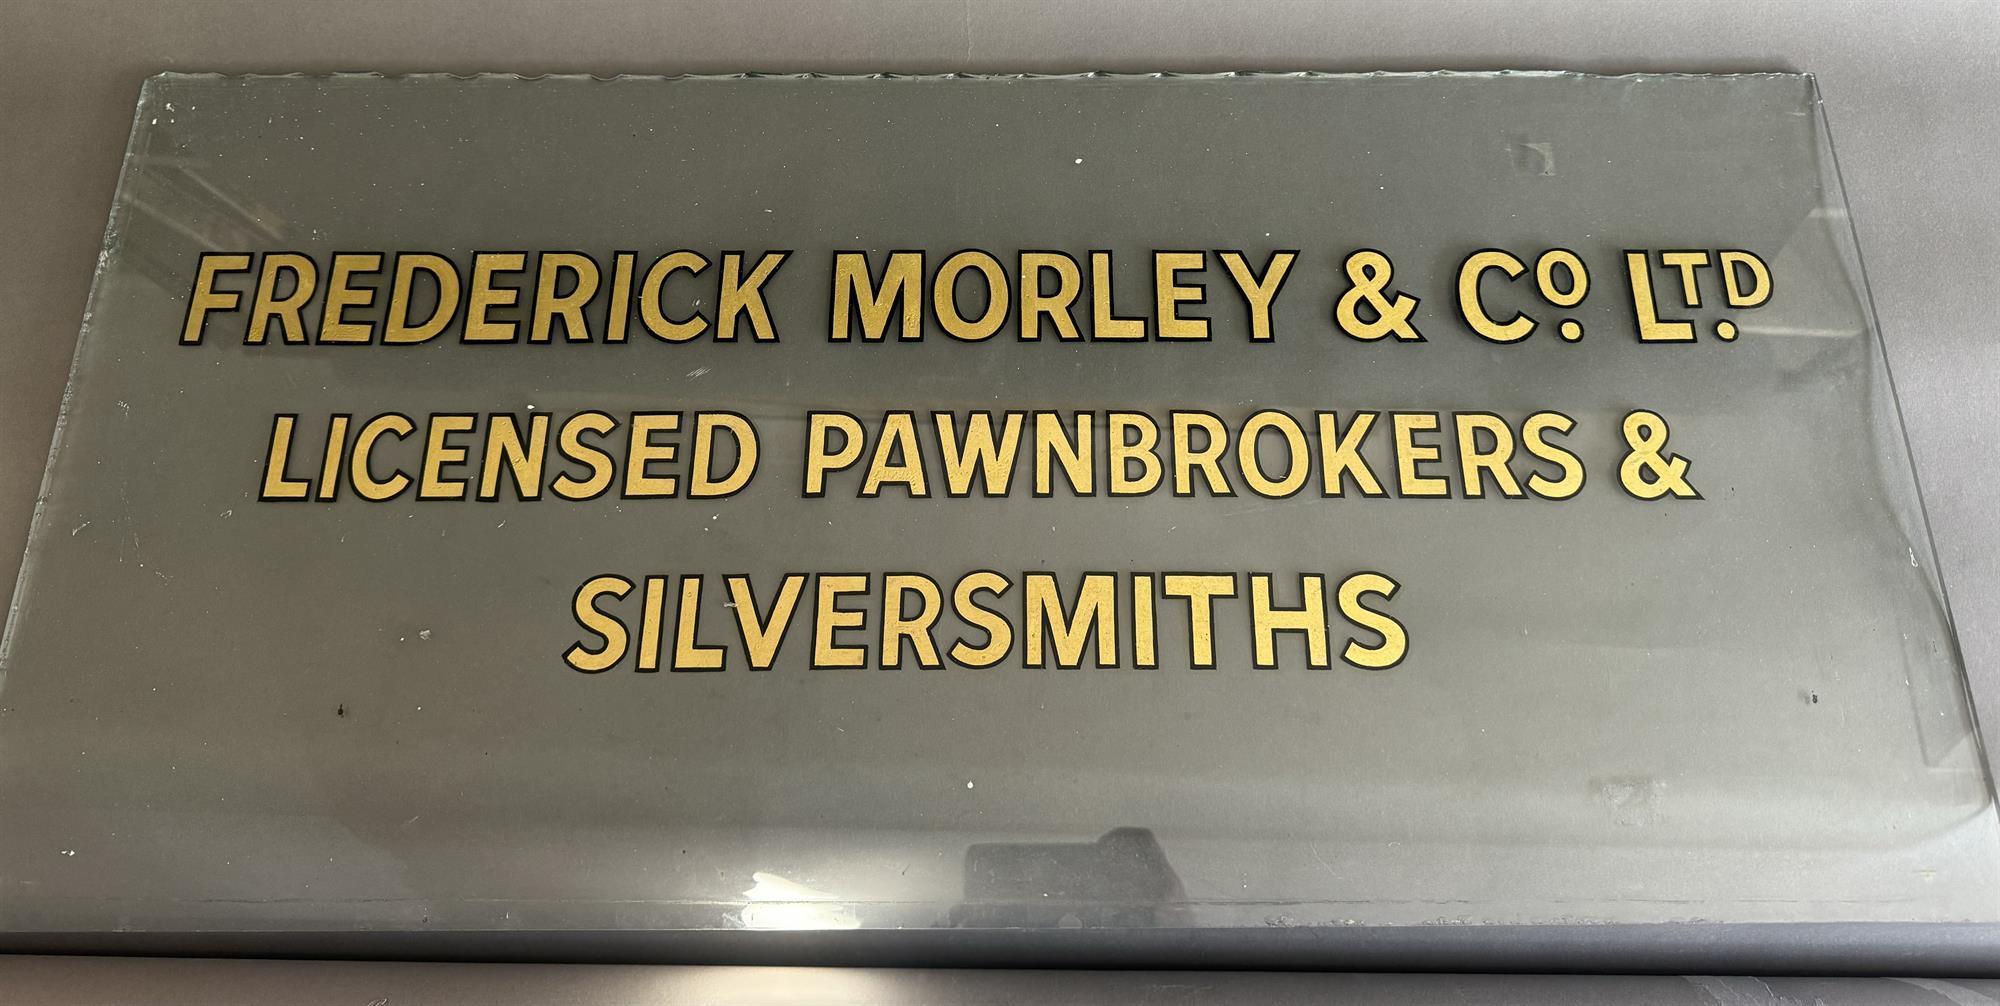 FREDERICK MORLEY & Co. LTD.
LICENSED PAWNBROKERS &
SILVERSMITHS